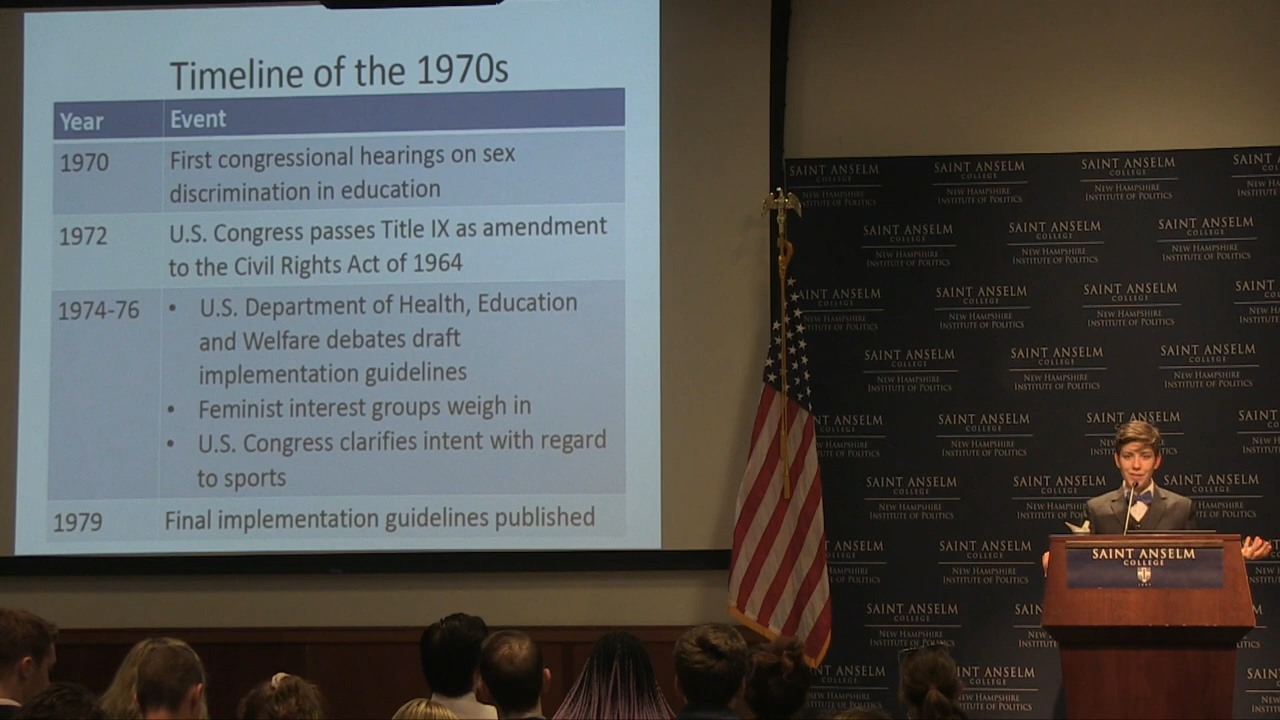 Timeline of the 1970s
Year Event
1970 First congressional hearings on sex
discrimination in education
1972 U.S. Congress passes Title IX as amendment
to the Civil Rights Act of 1964
1974-76 • U.S. Department of Health, Education
and Welfare debates draft
implementation guidelines
• Feminist interest groups weigh in
• U.S. Congress clarifies intent with regard
to sports
1979 Final implementation guidelines published
SAINT ANSELM
COLLEGE
NEW HAMPSHIRE
INSTITUTE OF POLITICS
SAINT ANSELM
COLLEGE